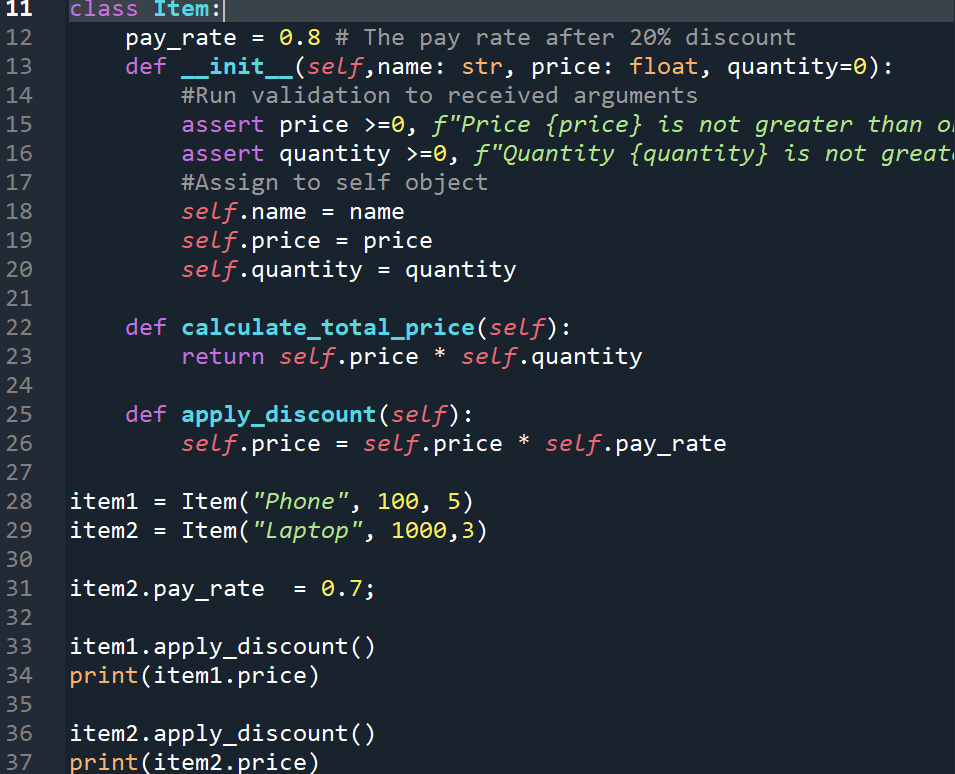 11 class Item:
12     pay_rate = 0.8 # The pay rate after 20% discount
13     def __init__(self,name: str, price: float, quantity=0):
14         #Run validation to received arguments
15         assert price >=0, f"Price {price} is not greater than
16         assert quantity >=0, f"Quantity {quantity} is not
17         #Assign to self object
18         self.name = name
19         self.price = price
20         self.quantity = quantity
21
22     def calculate_total_price(self):
23         return self.price * self.quantity
24
25     def apply_discount(self):
26         self.price = self.price * self.pay_rate
27
28 item1 = Item("Phone", 100, 5)
29 item2 = Item("Laptop", 1000,3)
30
31 item2.pay_rate  = 0.7;
32
33 item1.apply_discount()
34 print(item1.price)
35
36 item2.apply_discount()
37 print(item2.price)